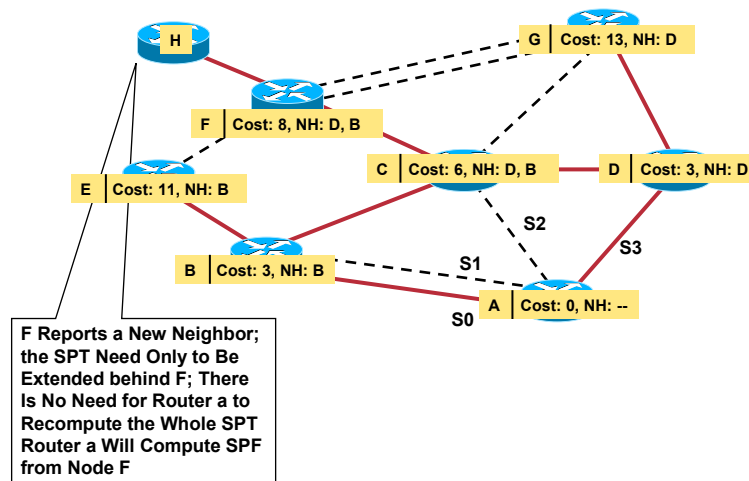 H
G Cost: 13, NH: D
F Cost: 8, NH: D, B
C Cost: 6, NH: D, B
D Cost: 3, NH: D
E Cost: 11, NH: B
S2
S3
B Cost: 3, NH: B
S1
A Cost: 0, NH: --
S0
F Reports a New Neighbor;
the SPT Need Only to Be
Extended behind F; There
Is No Need for Router a to
Recompute the Whole SPT
Router a Will Compute SPF
from Node F